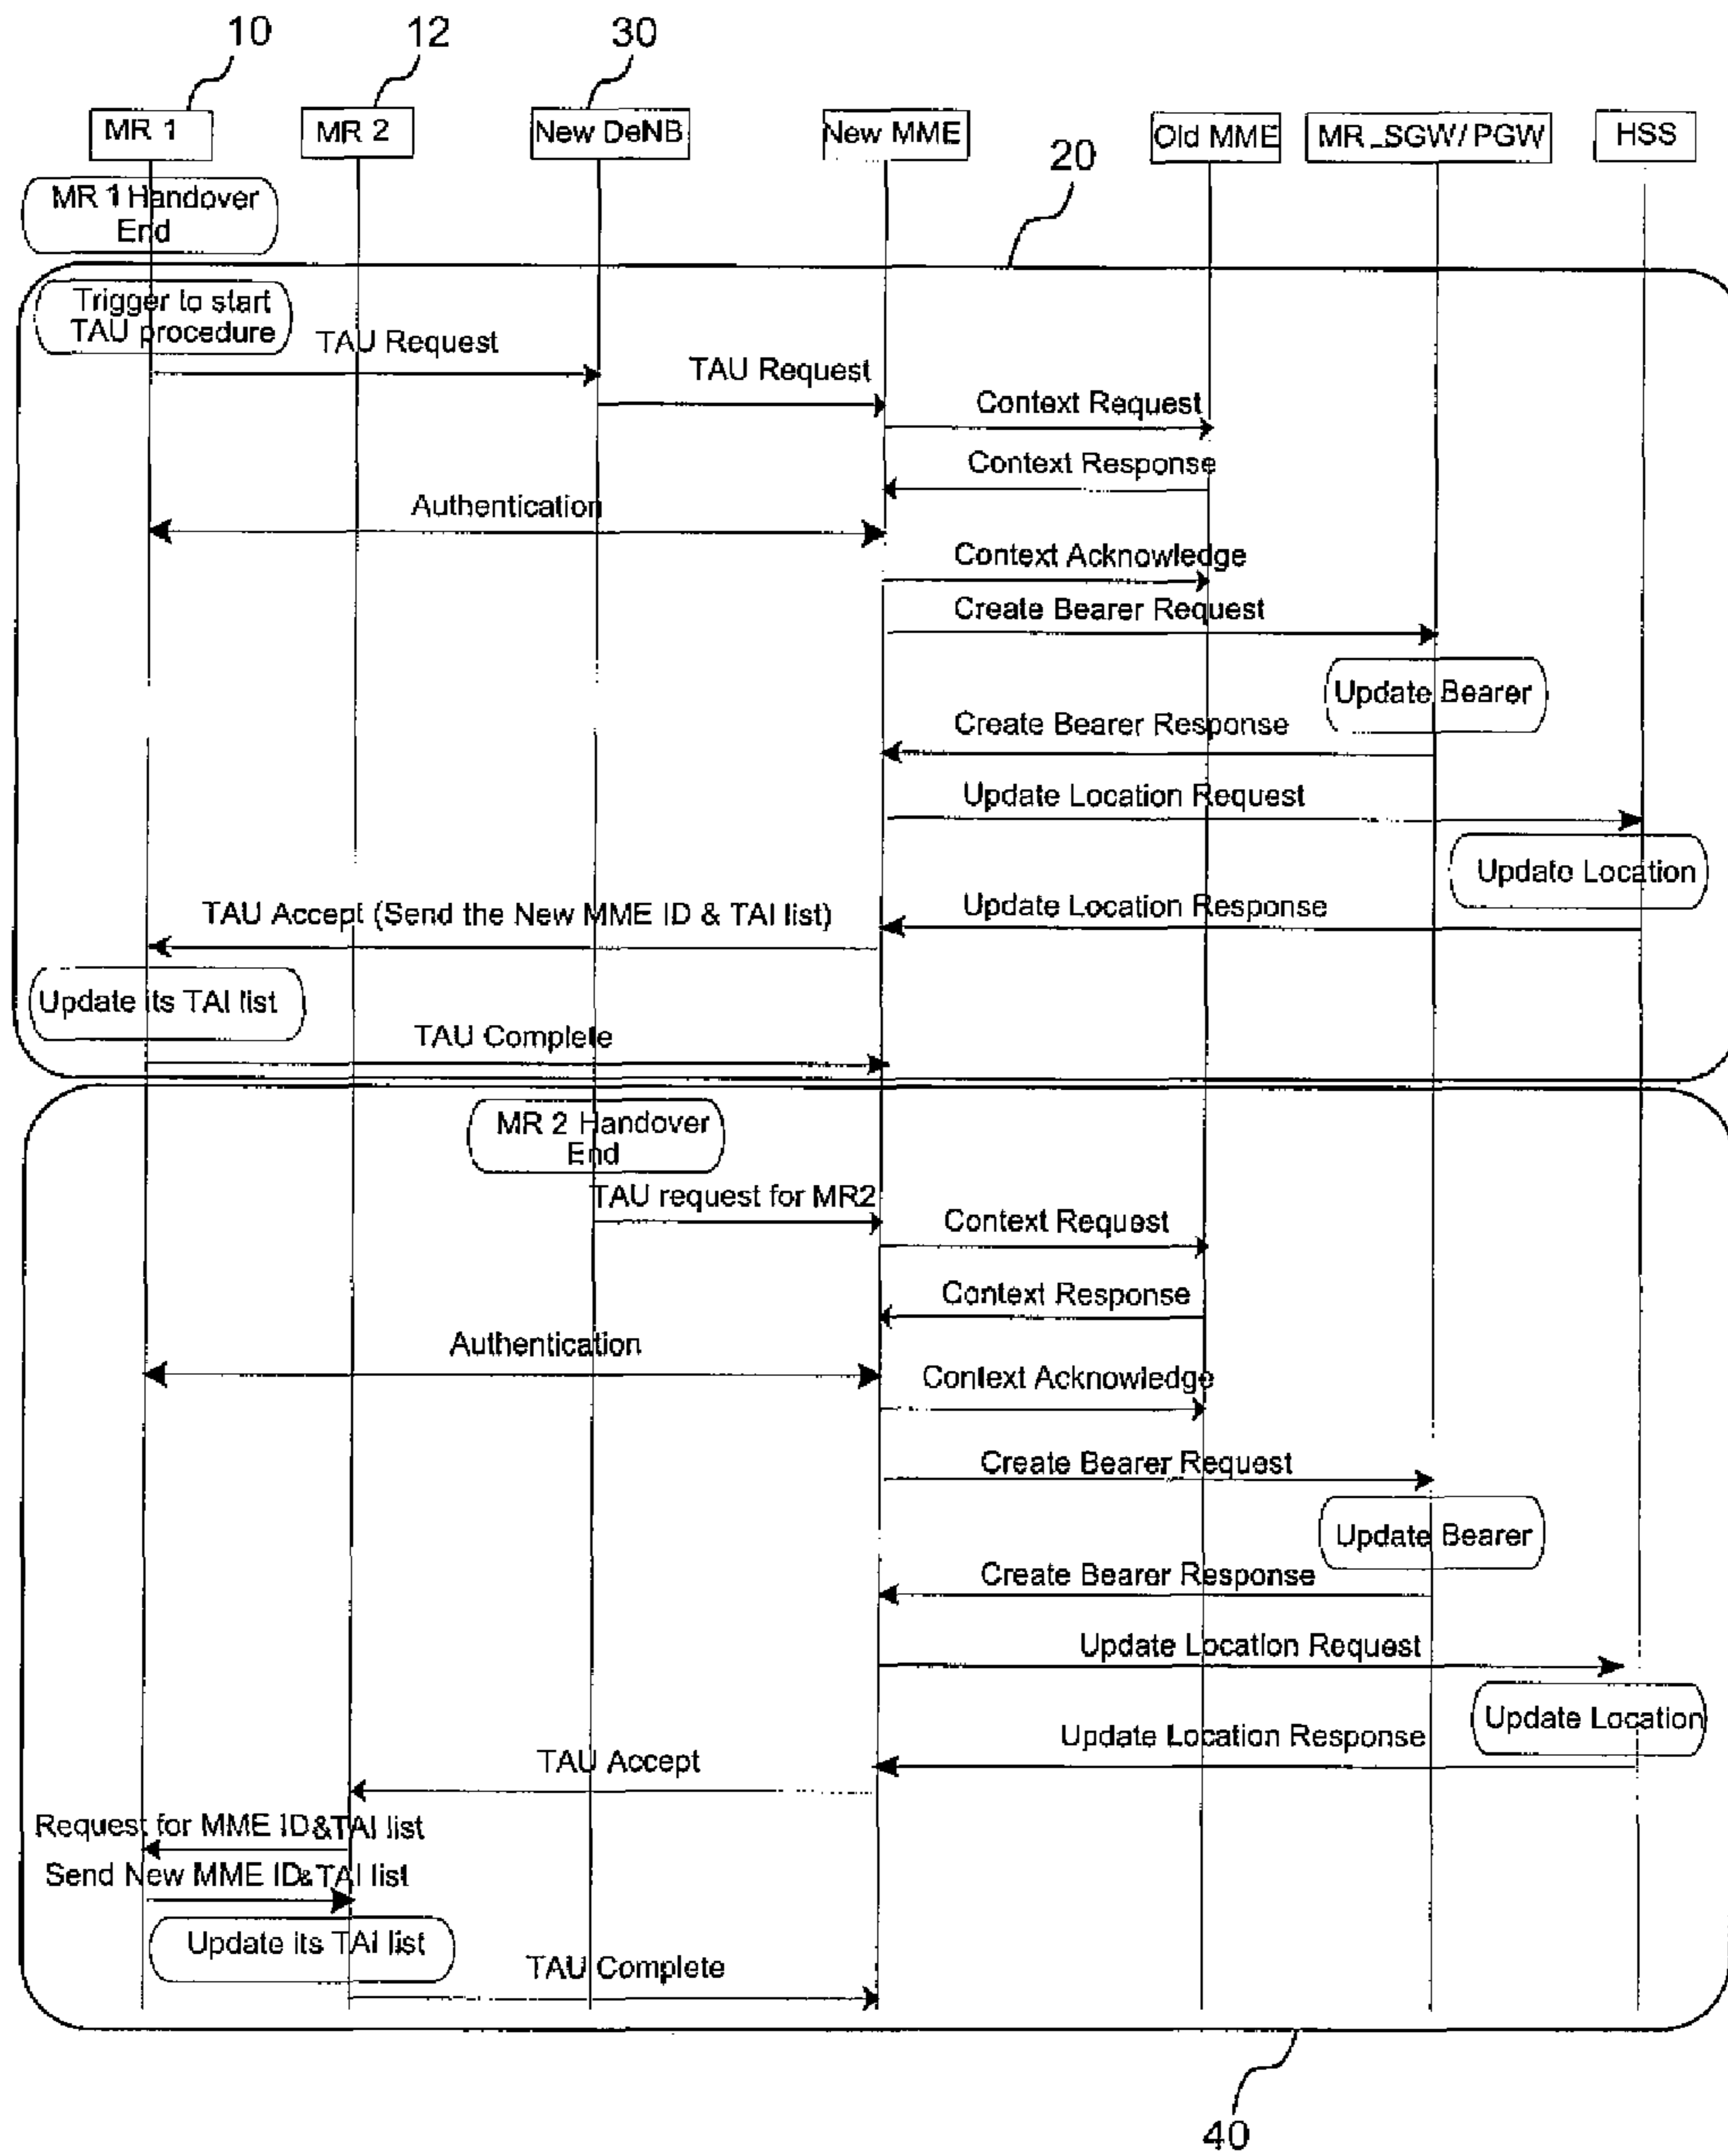 10
12
30
MR 1
MR 2
New DeNB
New MME
Old MME
MR_SGW/PGW
HSS
20
MR 1 Handover
End
Trigger to start
TAU procedure
TAU Request
TAU Request
Context Request
Context Response
Authentication
Context Acknowledge
Create Bearer Request
Update Bearer
Create Bearer Response
Update Location Request
Update Location
TAU Accept (Send the New MME ID & TAI list)
Update Location Response
Update its TAI list
TAU Complete
MR 2 Handover
End
TAU request for MR2
Context Request
Context Response
Authentication
Context Acknowledge
Create Bearer Request
Update Bearer
Create Bearer Response
Update Location Request
Update Location
Update Location Response
TAU Accept
Request for MME ID&TAI list
Send New MME ID&TAI list
Update its TAI list
TAU Complete
40